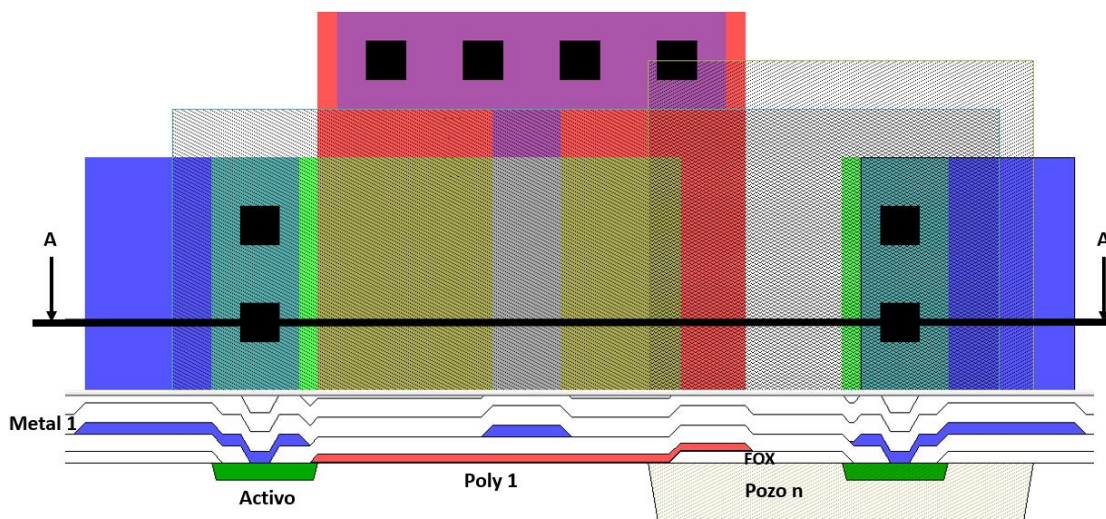 A
A
Metal 1
FOX
Poly 1
Pozo n
Activo